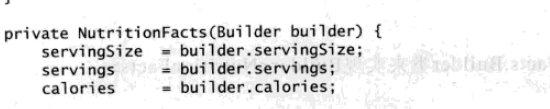 }
private NutritionFacts(Builder builder) {
    servingSize  = builder.servingSize;
    servings     = builder.servings;
    calories     = builder.calories;